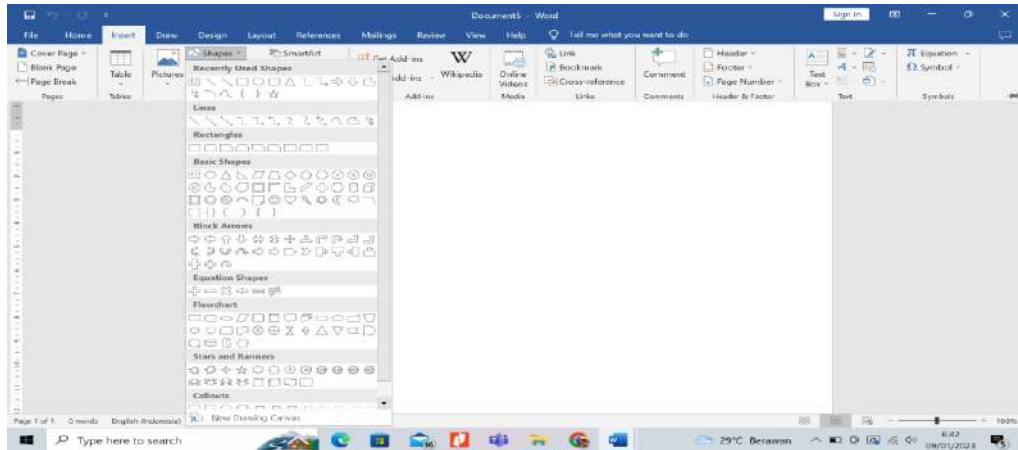 Document5 - Word
Sign in
File Home Insert Draw Design Layout References Mailings Review View Help Tell me what you want to do
Cover Page
Blank Page
Page Break
Pages
Table
Tables
Pictures
Shapes
SmartArt
Get Add-ins
Wikipedia
Add-ins
Online Videos
Media
Link
Bookmark
Cross-reference
Links
Comment
Comments
Header
Footer
Page Number
Header & Footer
Text Box
Text
Equation
Symbol
Symbols
Recently Used Shapes
Lines
Rectangles
Basic Shapes
Block Arrows
Equation Shapes
Flowchart
Stars and Banners
Callouts
New Drawing Canvas
Page 1 of 1 0 words English (Indonesia)
100%
Type here to search
29°C Berawan
6:42